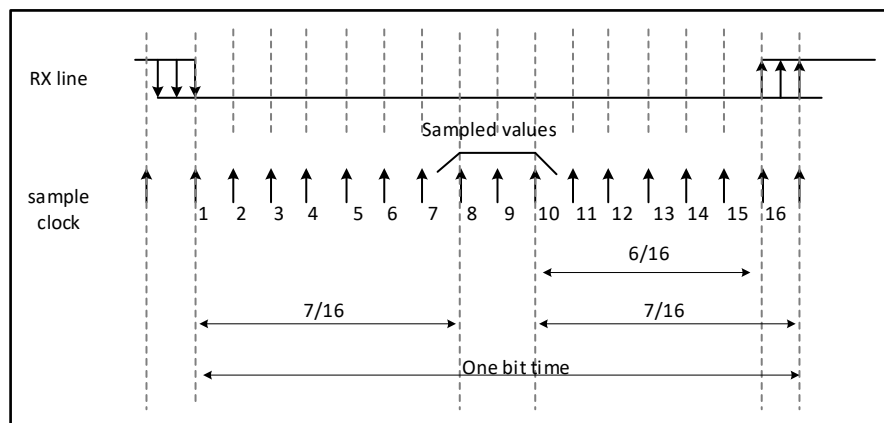 RX line
Sampled values
sample
clock
1 2 3 4 5 6 7 8 9 10 11 12 13 14 15 16
6/16
7/16 7/16
One bit time